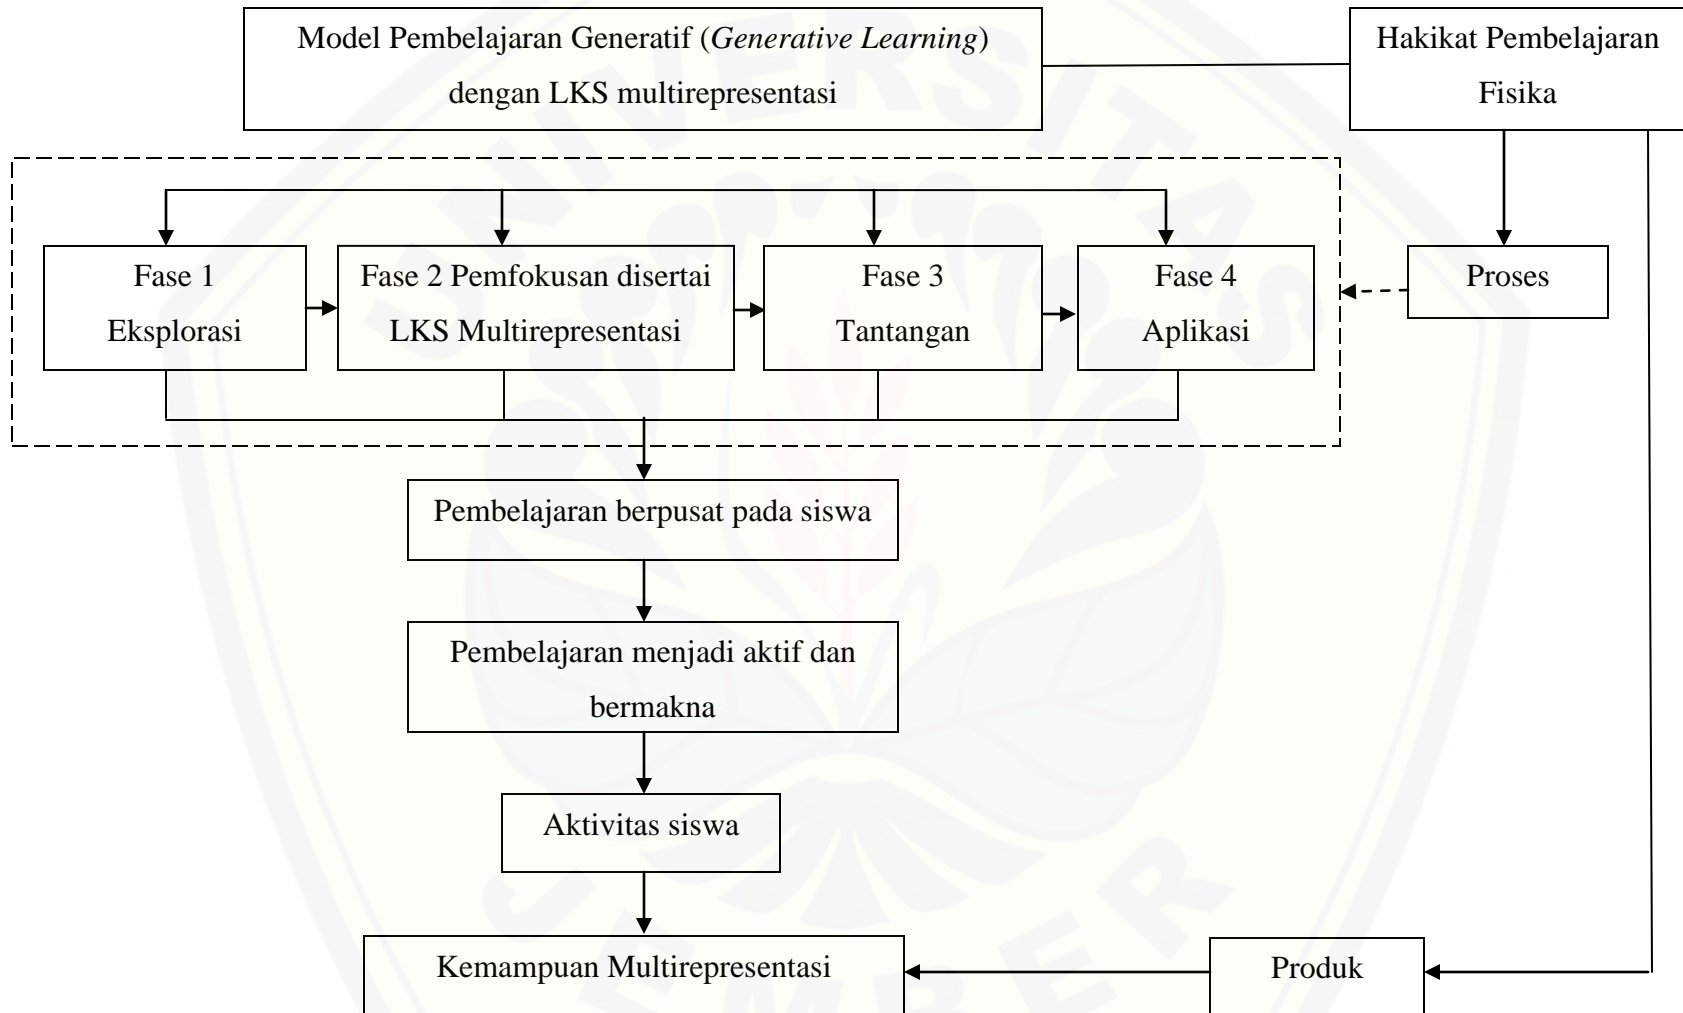 Model Pembelajaran Generatif (Generative Learning)
dengan LKS multirepresentasi
Hakikat Pembelajaran
Fisika
Fase 1
Eksplorasi
Fase 2 Pemfokusan disertai
LKS Multirepresentasi
Fase 3
Tantangan
Fase 4
Aplikasi
Proses
Pembelajaran berpusat pada siswa
Pembelajaran menjadi aktif dan
bermakna
Aktivitas siswa
Kemampuan Multirepresentasi
Produk
UNIVERSITAS
JEMBER